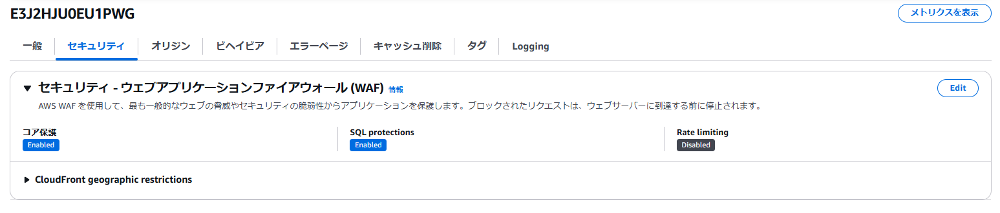 E3J2HJU0EU1PWG
メトリクスを表示
一般 セキュリティ オリジン ビヘイビア エラーページ キャッシュ削除 タグ Logging
セキュリティ - ウェブアプリケーションファイアウォール (WAF) 情報
Edit
AWS WAF を使用して、最も一般的なウェブの脅威やセキュリティの脆弱性からアプリケーションを保護します。ブロックされたリクエストは、ウェブサーバーに到達する前に停止されます。
コア保護 SQL protections Rate limiting
Enabled Enabled Disabled
CloudFront geographic restrictions